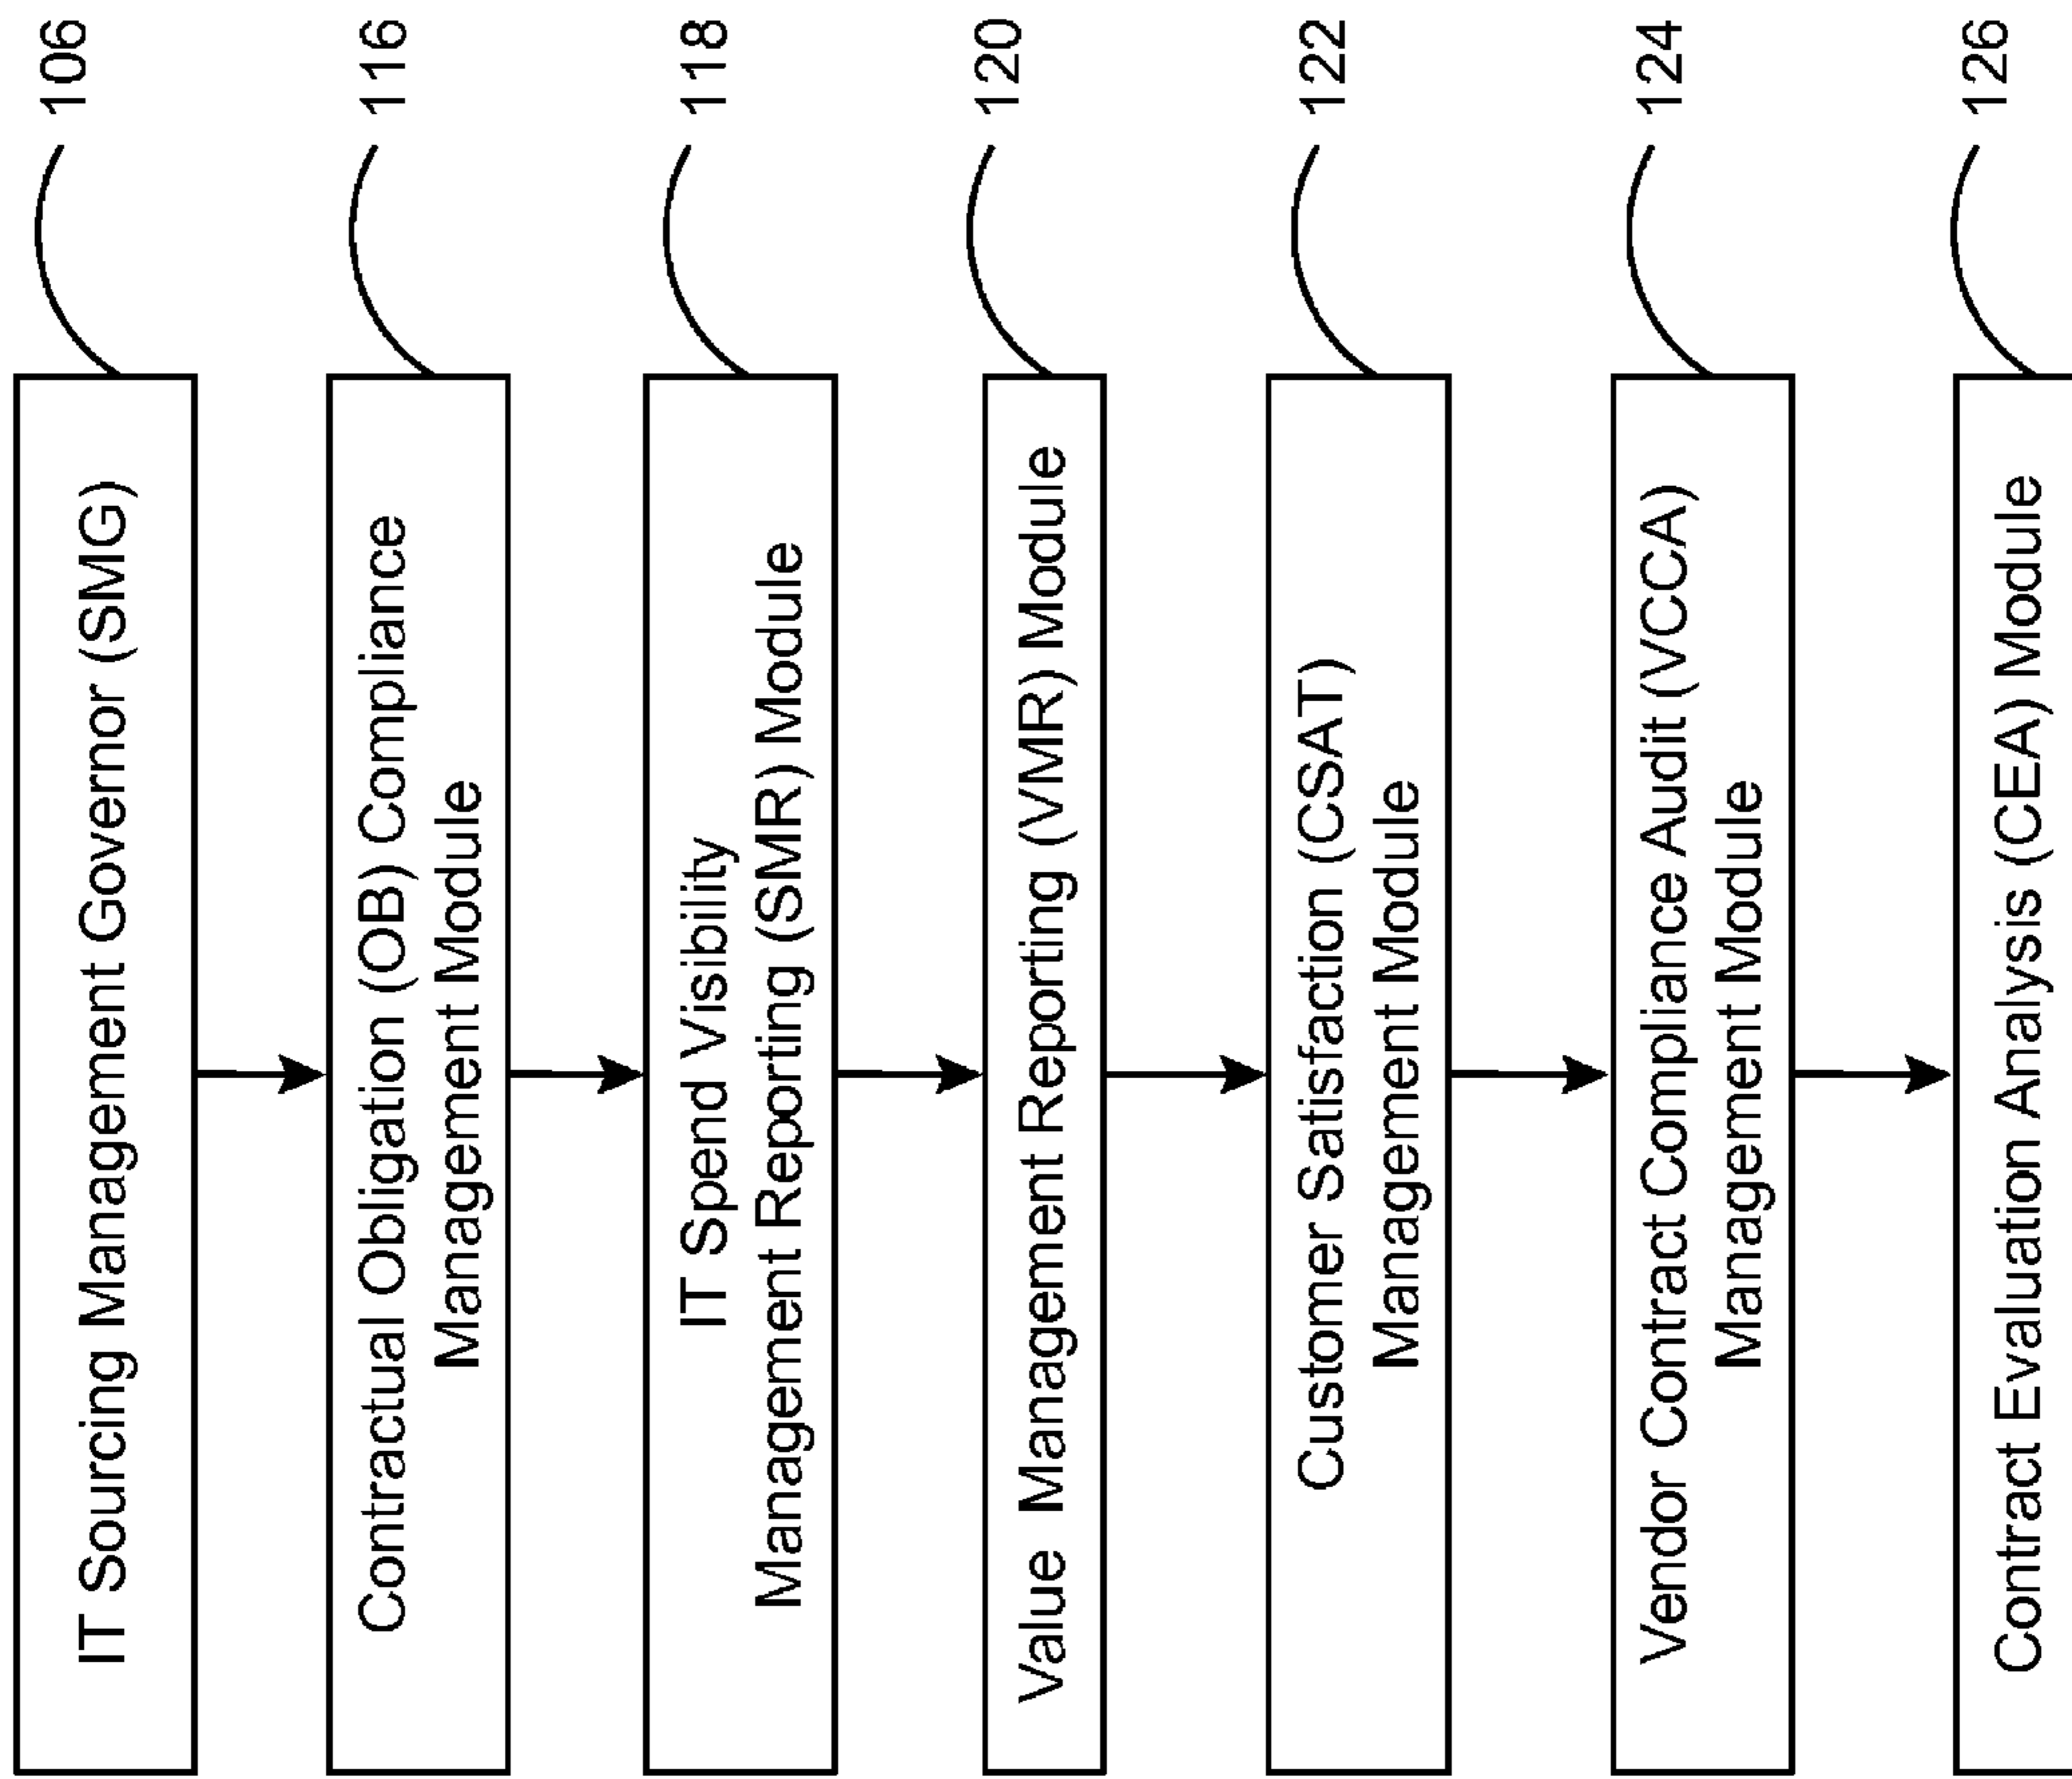 IT Sourcing Management Governor (SMG)
106
Contractual Obligation (OB) Compliance
Management Module
116
IT Spend Visibility
Management Reporting (SMR) Module
118
Value Management Reporting (VMR) Module
120
Customer Satisfaction (CSAT)
Management Module
122
Vendor Contract Compliance Audit (VCCA)
Management Module
124
Contract Evaluation Analysis (CEA) Module
126